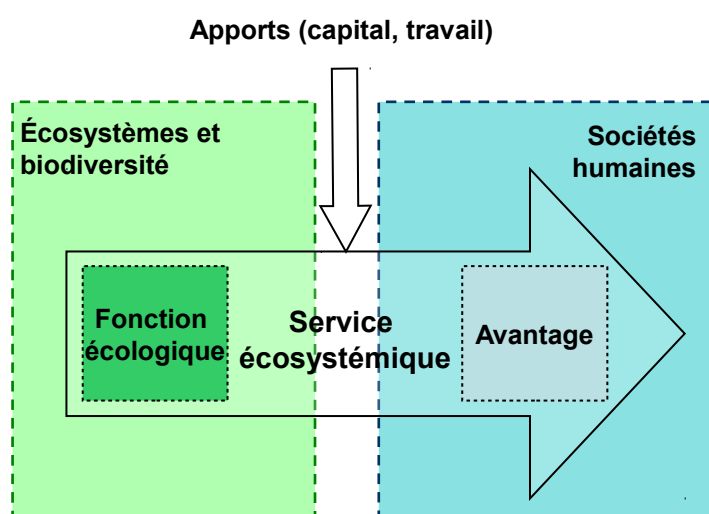 Apports (capital, travail)
Écosystèmes et
biodiversité
Sociétés
humaines
Fonction
écologique
Service
écosystémique
Avantage